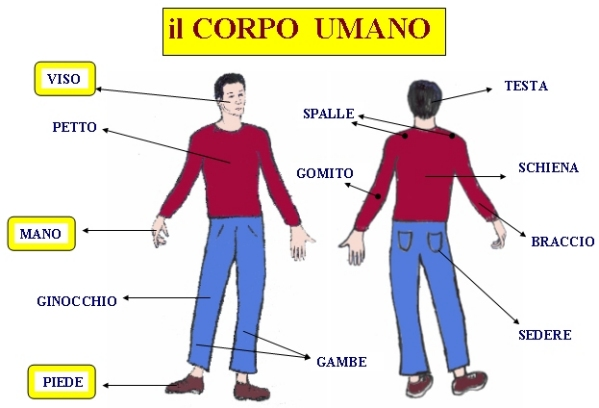 il CORPO UMANO
VISO
PETTO
MANO
GINOCCHIO
GAMBE
PIEDE
TESTA
SPALLE
GOMITO
SCHIENA
BRACCIO
SEDERE